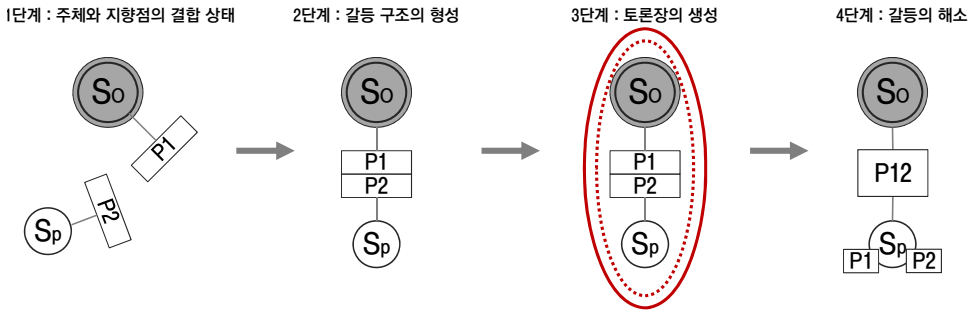 1단계 : 주체와 지향점의 결합 상태
2단계 : 갈등 구조의 형성
3단계 : 토론장의 생성
4단계 : 갈등의 해소
So
P1
P2
Sp
So
P1
P2
Sp
So
P1
P2
Sp
So
P12
Sp
P1
P2